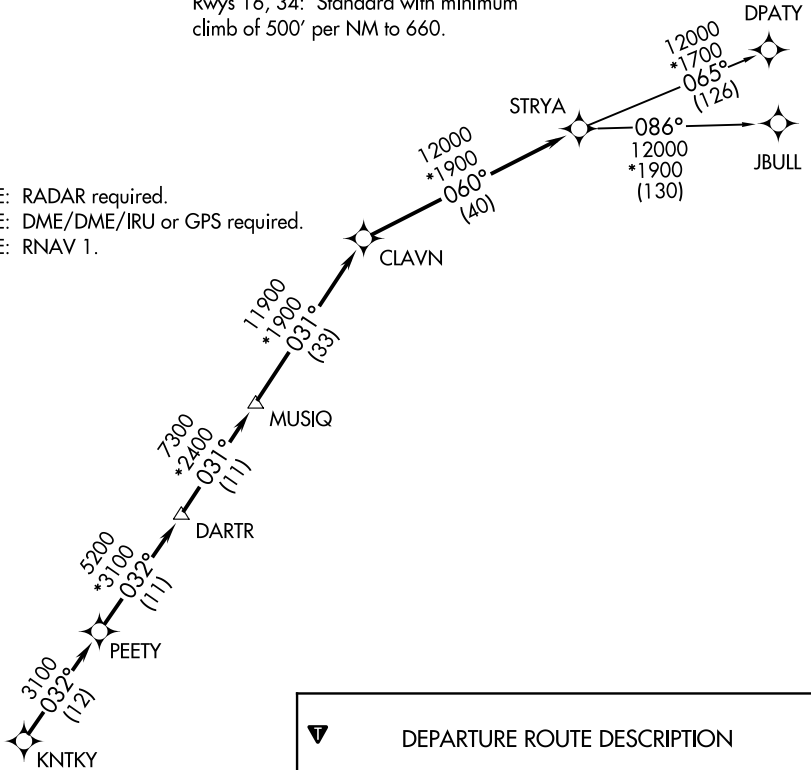 Rwys 16, 34: Standard with minimum
climb of 500' per NM to 660.
DPATY
12000
*1700
065°
(126)
STRYA
086°
12000
*1900
(130)
JBULL
12000
*1900
060°
(40)
E: RADAR required.
E: DME/DME/IRU or GPS required.
E: RNAV 1.
CLAVN
11900
*1900
031°
(33)
MUSIQ
7300
*2400
031°
(11)
DARTR
5200
*3100
032°
(11)
PEETY
3100
032°
(12)
KNTKY
T
DEPARTURE ROUTE DESCRIPTION